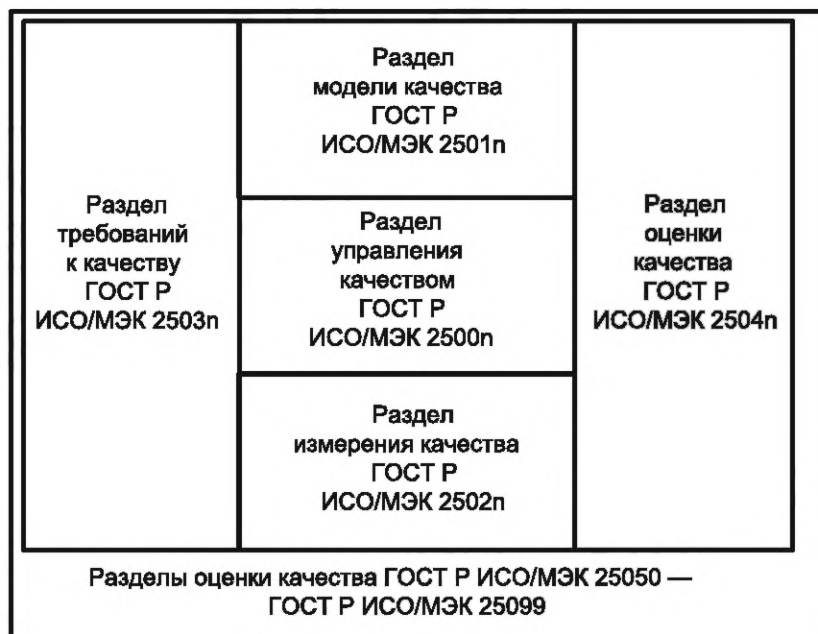 Раздел
требований
к качеству
ГОСТ Р
ИСО/МЭК 2503n
Раздел
модели качества
ГОСТ Р
ИСО/МЭК 2501n
Раздел
управления
качеством
ГОСТ Р
ИСО/МЭК 2500n
Раздел
измерения качества
ГОСТ Р
ИСО/МЭК 2502n
Раздел
оценки
качества
ГОСТ Р
ИСО/МЭК 2504n
Разделы оценки качества ГОСТ Р ИСО/МЭК 25050 —
ГОСТ Р ИСО/МЭК 25099